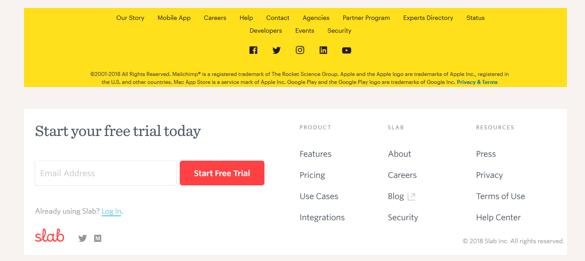 Our Story Mobile App Careers Help Contact Agencies Partner Program Experts Directory Status
Developers Events Security
©2001-2018 All Rights Reserved. Mailchimp® is a registered trademark of The Rocket Science Group. Apple and the Apple logo are trademarks of Apple Inc., registered in
the U.S. and other countries. Mac App Store is a service mark of Apple Inc. Google Play and the Google Play logo are trademarks of Google Inc. Privacy & Terms
Start your free trial today
Email Address Start Free Trial
Already using Slab? Log In.
slab
PRODUCT
Features
Pricing
Use Cases
Integrations
SLAB
About
Careers
Blog
Security
RESOURCES
Press
Privacy
Terms of Use
Help Center
© 2018 Slab Inc. All rights reserved.